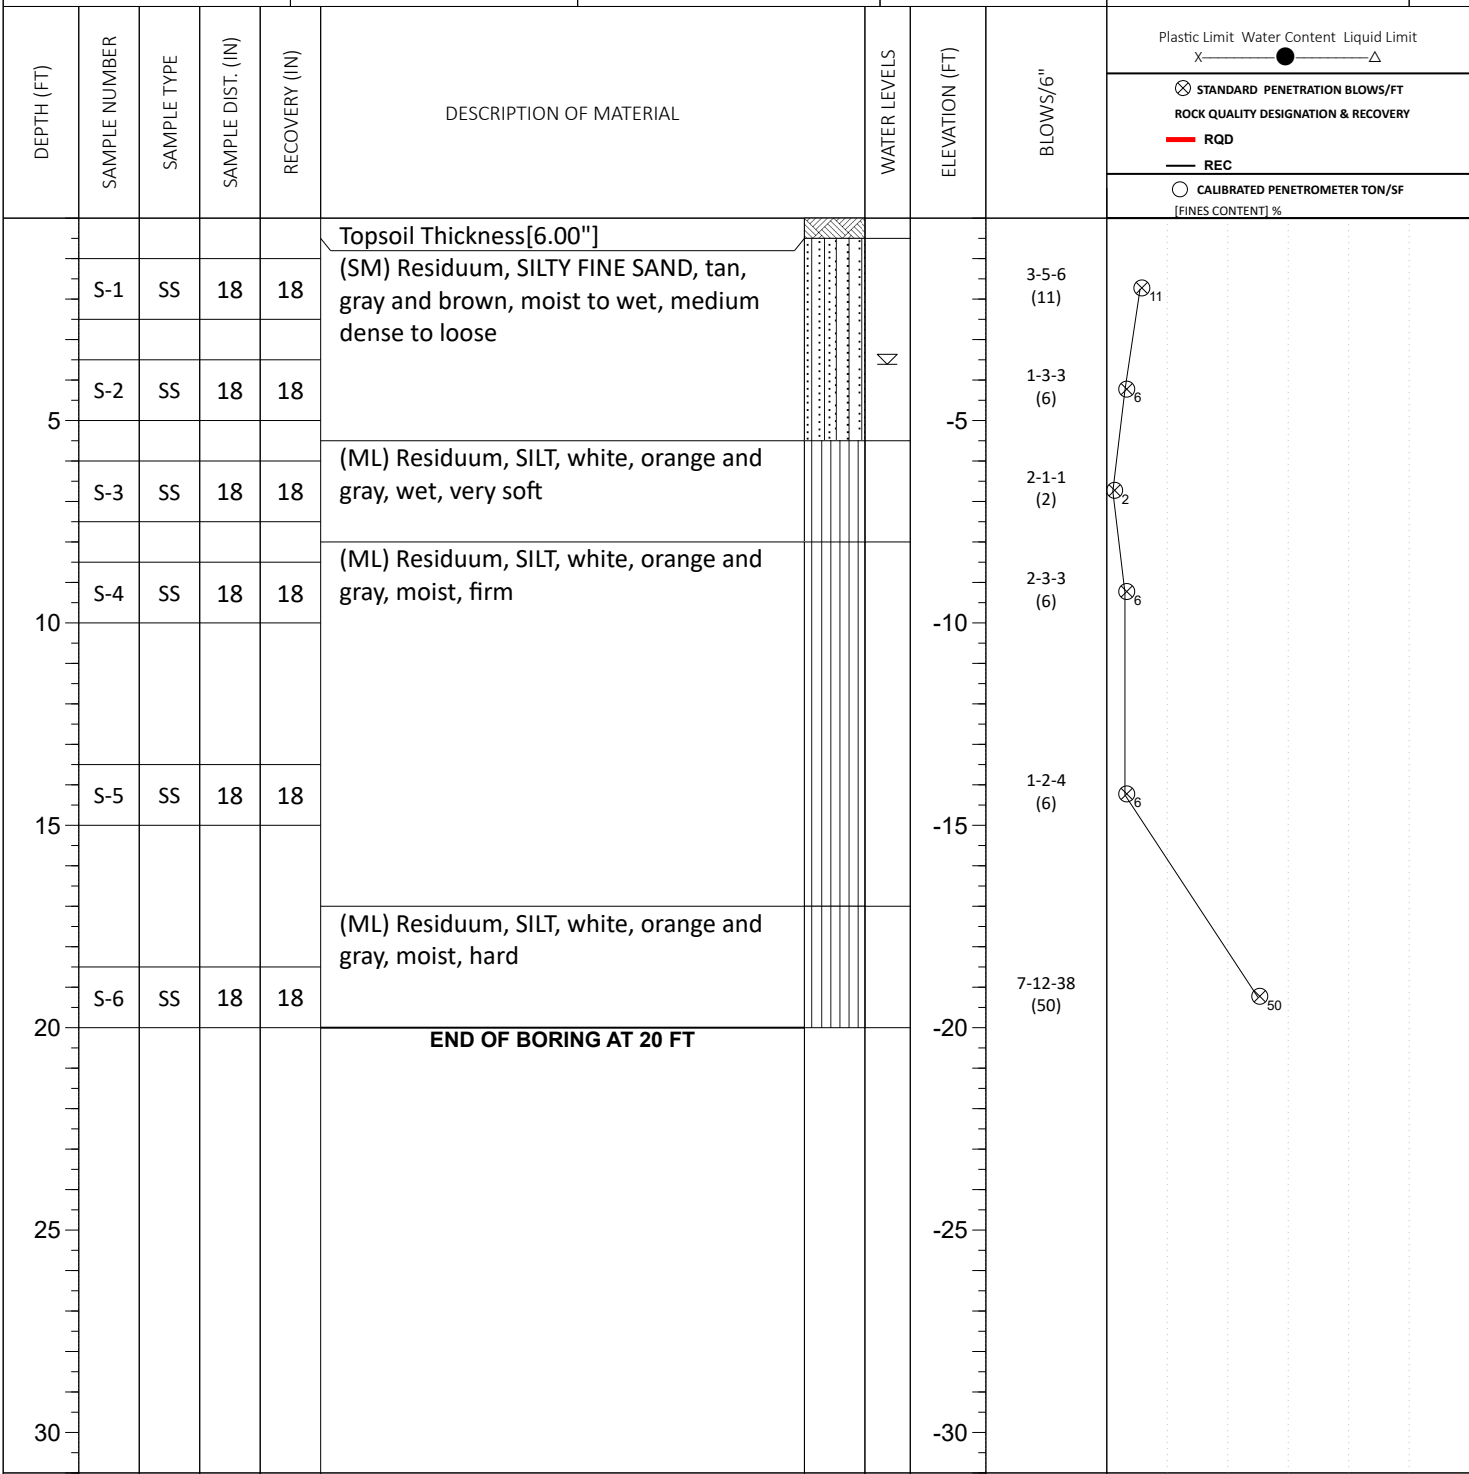 DEPTH (FT)
SAMPLE NUMBER
SAMPLE TYPE
SAMPLE DIST. (IN)
RECOVERY (IN)
DESCRIPTION OF MATERIAL
WATER LEVELS
ELEVATION (FT)
BLOWS/6"
Plastic Limit Water Content Liquid Limit
X
STANDARD PENETRATION BLOWS/FT
ROCK QUALITY DESIGNATION & RECOVERY
RQD
REC
CALIBRATED PENETROMETER TON/SF
[FINES CONTENT] %
Topsoil Thickness[6.00"]
(SM) Residuum, SILTY FINE SAND, tan,
gray and brown, moist to wet, medium
dense to loose
S-1 SS 18 18
3-5-6
(11)
11
S-2 SS 18 18
1-3-3
(6)
6
5
-5
(ML) Residuum, SILT, white, orange and
gray, wet, very soft
S-3 SS 18 18
2-1-1
(2)
2
(ML) Residuum, SILT, white, orange and
gray, moist, firm
S-4 SS 18 18
2-3-3
(6)
6
10
-10
S-5 SS 18 18
1-2-4
(6)
6
15
-15
(ML) Residuum, SILT, white, orange and
gray, moist, hard
S-6 SS 18 18
7-12-38
(50)
50
20
-20
END OF BORING AT 20 FT
25
-25
30
-30